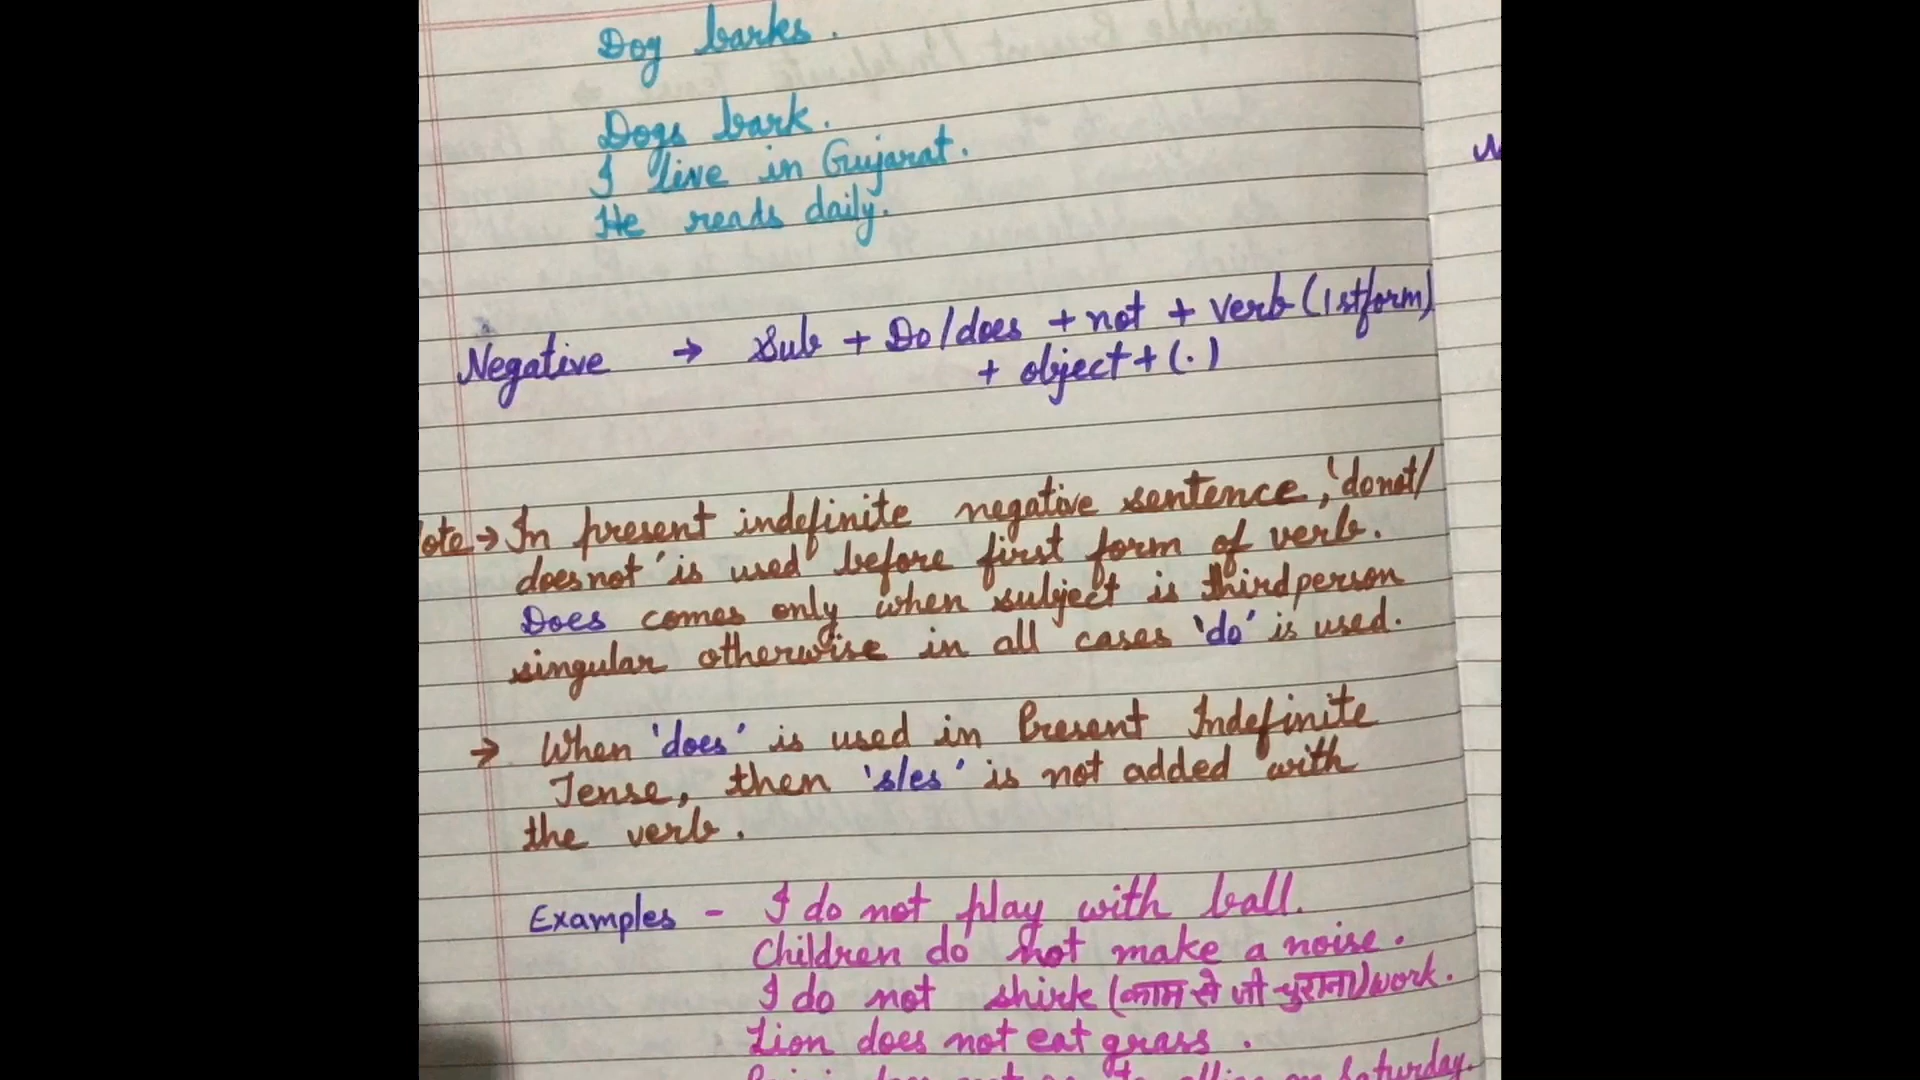 Dog barks.
Dogs bark.
I live in Gujarat.
He reads daily.
Negative → Sub + Do/does + not + verb (1stform)
+ object + (.)
ote → In present indefinite negative sentence, 'donot/
doesnot' is used before first form of verb.
Does comes only when subject is thirdperson
singular otherwise in all cases 'do' is used.
→ When 'does' is used in Present Indefinite
Tense, then 's/es' is not added with
the verb.
Examples - I do not play with ball.
Children do not make a noise.
I do not shirk (काम से जी चुराना) work.
Lion does not eat grass.
on Saturday.